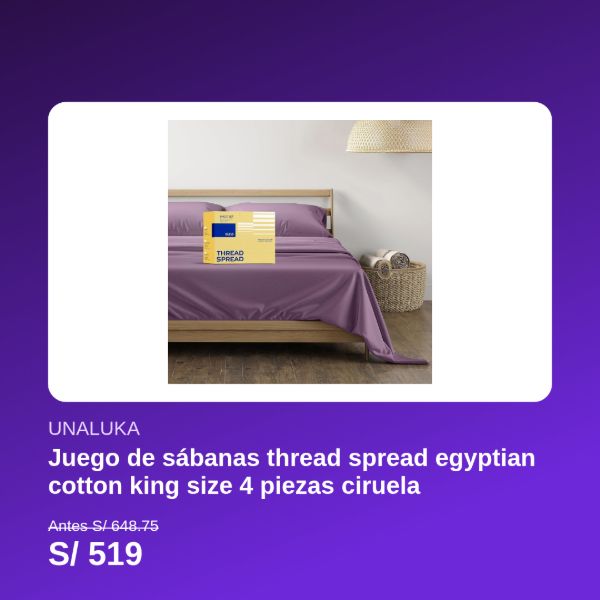 THREAD
SPREAD
UNALUKA
Juego de sábanas thread spread egyptian
cotton king size 4 piezas ciruela
Antes S/ 648.75
S/ 519